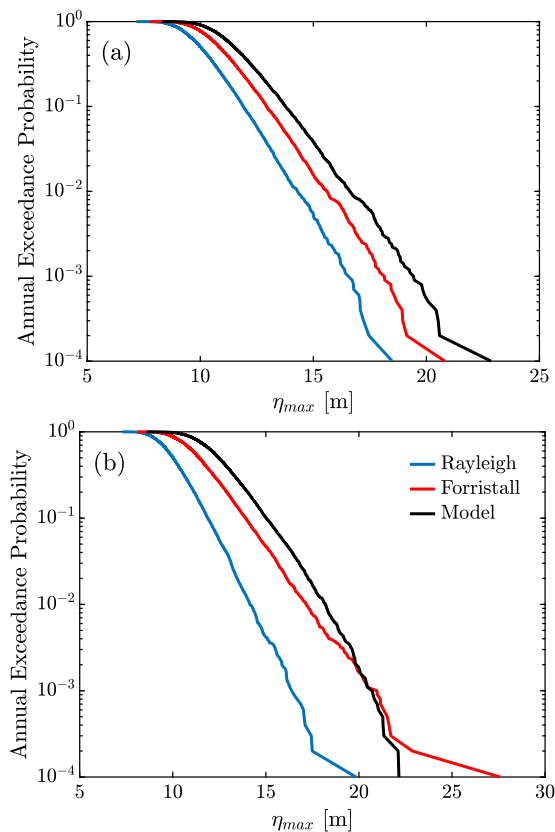 (a)
Annual Exceedance Probability
10^0
10^-1
10^-2
10^-3
10^-4
5 10 15 20 25
η_max [m]
(b)
Annual Exceedance Probability
10^0
10^-1
10^-2
10^-3
10^-4
Rayleigh
Forristall
Model
5 10 15 20 25 30
η_max [m]